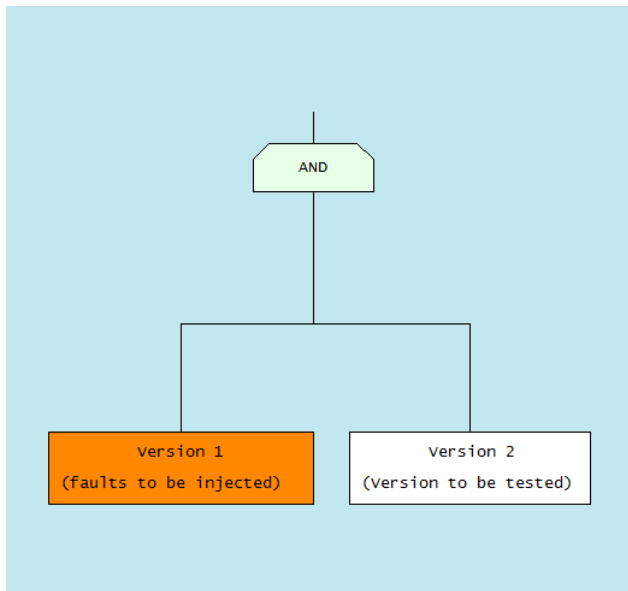 AND
Version 1
(faults to be injected)
Version 2
(Version to be tested)